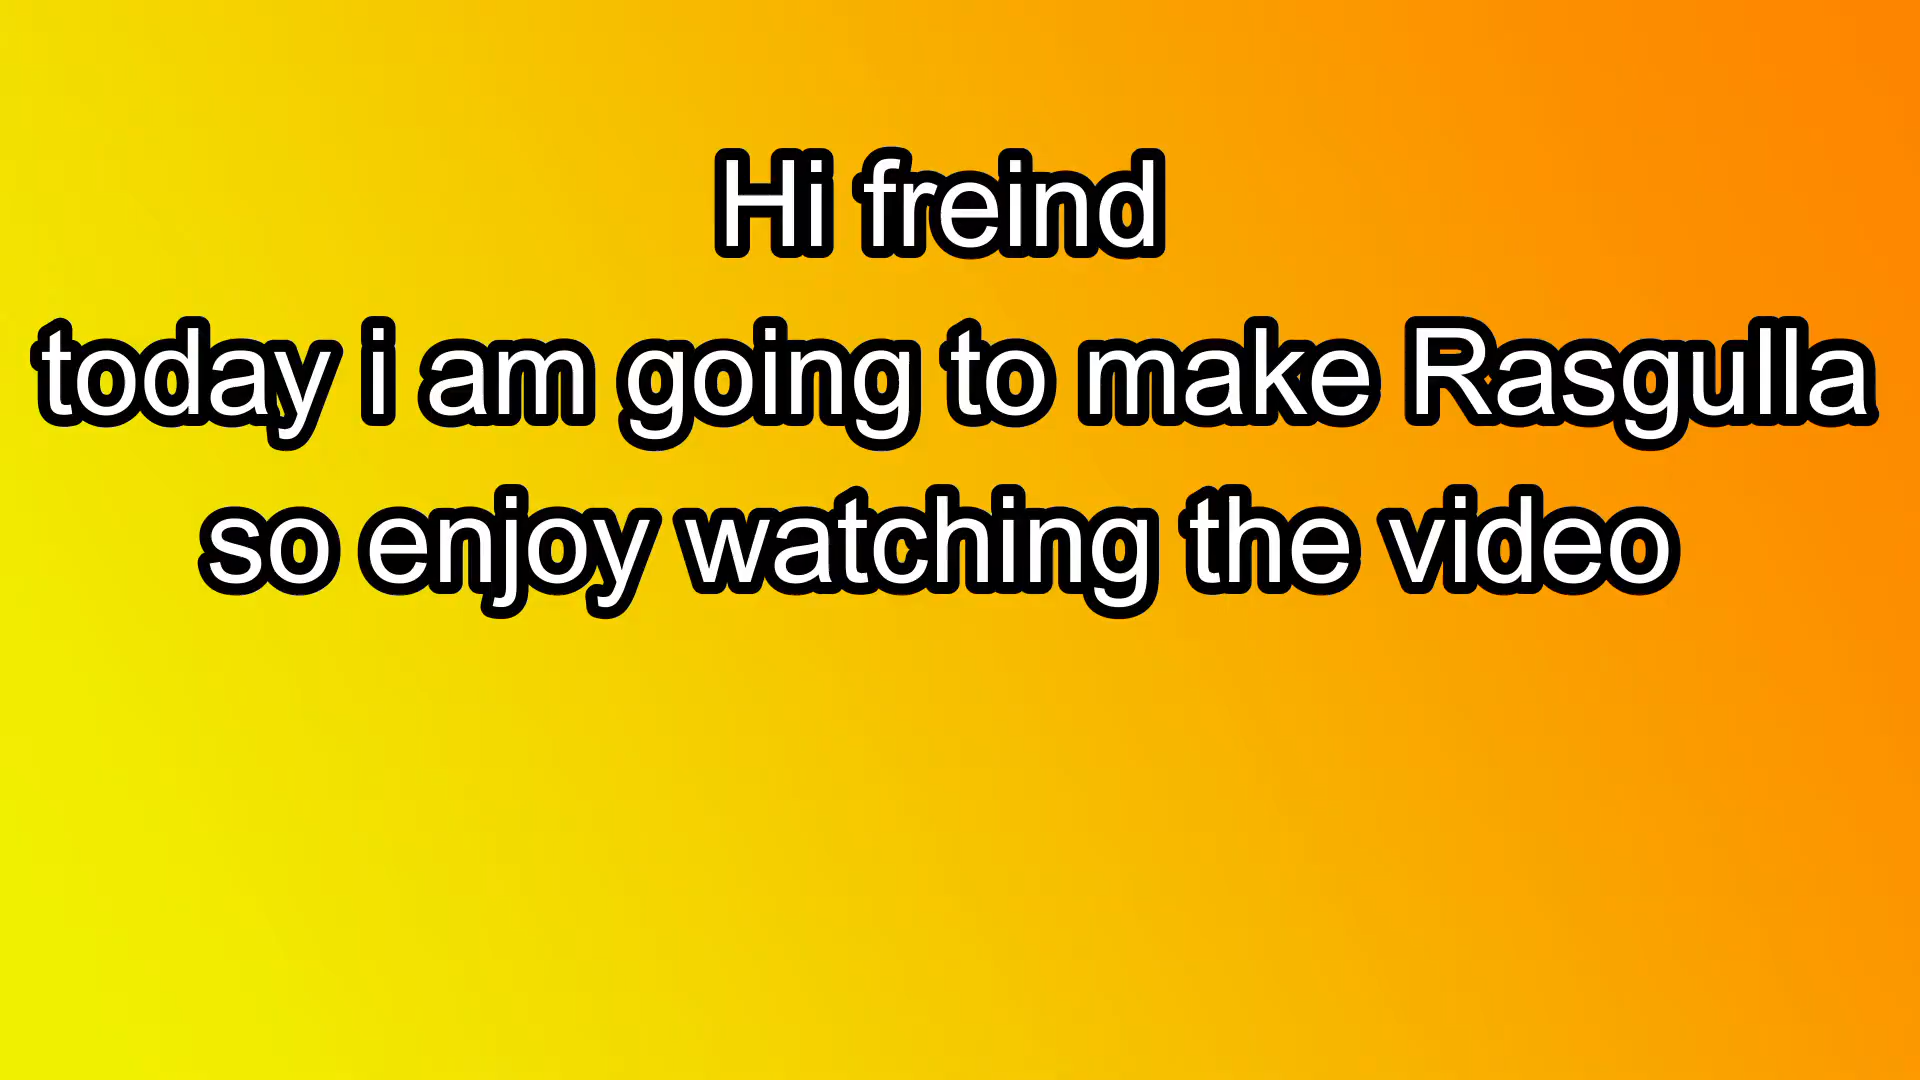 Hi freind
today i am going to make Rasgulla
so enjoy watching the video